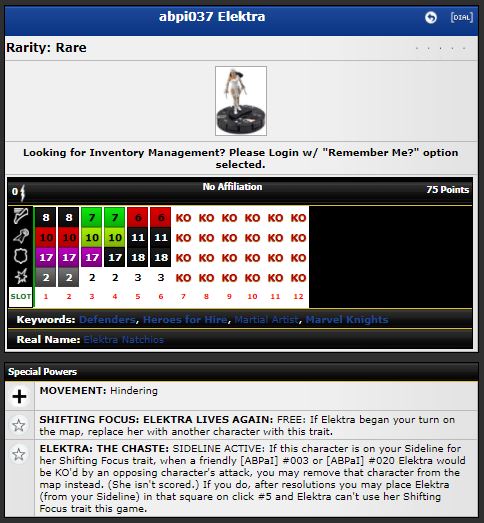 abpi037 Elektra
[DIAL]
Rarity: Rare
· · · · ·
Looking for Inventory Management? Please Login w/ "Remember Me?" option
selected.
0 No Affiliation 75 Points
8 8 7 7 6 6 KO KO KO KO KO KO
10 10 10 10 11 11 KO KO KO KO KO KO
17 17 17 17 18 18 KO KO KO KO KO KO
2 2 2 2 3 3 KO KO KO KO KO KO
SLOT 1 2 3 4 5 6 7 8 9 10 11 12
Keywords: Defenders, Heroes for Hire, Martial Artist, Marvel Knights
Real Name: Elektra Natchios
Special Powers
MOVEMENT: Hindering
SHIFTING FOCUS: ELEKTRA LIVES AGAIN: FREE: If Elektra began your turn on
the map, replace her with another character with this trait.
ELEKTRA: THE CHASTE: SIDELINE ACTIVE: If this character is on your Sideline for
her Shifting Focus trait, when a friendly [ABPaI] #003 or [ABPaI] #020 Elektra would
be KO'd by an opposing character's attack, you may remove that character from the
map instead. (She isn't scored.) If you do, after resolutions you may place Elektra
(from your Sideline) in that square on click #5 and Elektra can't use her Shifting
Focus trait this game.